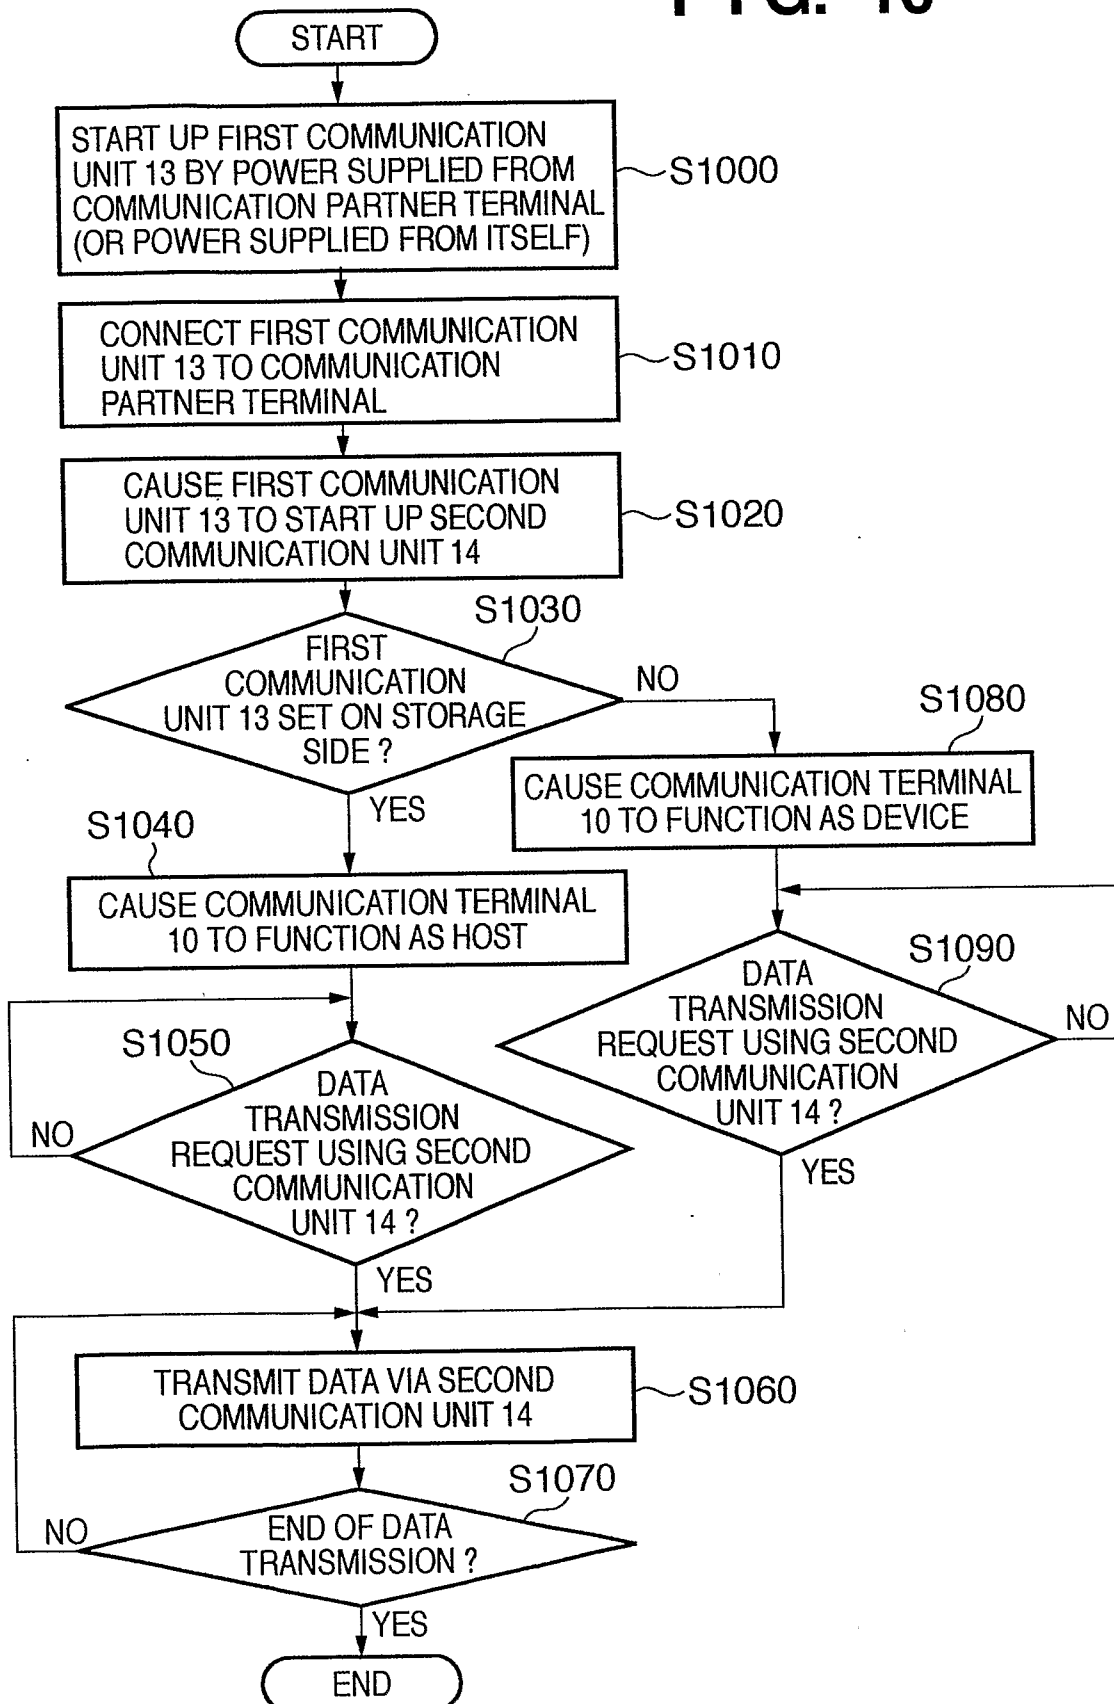 FIG. 10
START
START UP FIRST COMMUNICATION
UNIT 13 BY POWER SUPPLIED FROM
COMMUNICATION PARTNER TERMINAL
(OR POWER SUPPLIED FROM ITSELF)
S1000
CONNECT FIRST COMMUNICATION
UNIT 13 TO COMMUNICATION
PARTNER TERMINAL
S1010
CAUSE FIRST COMMUNICATION
UNIT 13 TO START UP SECOND
COMMUNICATION UNIT 14
S1020
S1030
FIRST
COMMUNICATION
UNIT 13 SET ON STORAGE
SIDE ?
NO
YES
S1080
CAUSE COMMUNICATION TERMINAL
10 TO FUNCTION AS DEVICE
S1040
CAUSE COMMUNICATION TERMINAL
10 TO FUNCTION AS HOST
S1090
DATA
TRANSMISSION
REQUEST USING SECOND
COMMUNICATION
UNIT 14 ?
NO
YES
S1050
DATA
TRANSMISSION
REQUEST USING SECOND
COMMUNICATION
UNIT 14 ?
NO
YES
TRANSMIT DATA VIA SECOND
COMMUNICATION UNIT 14
S1060
S1070
END OF DATA
TRANSMISSION ?
NO
YES
END